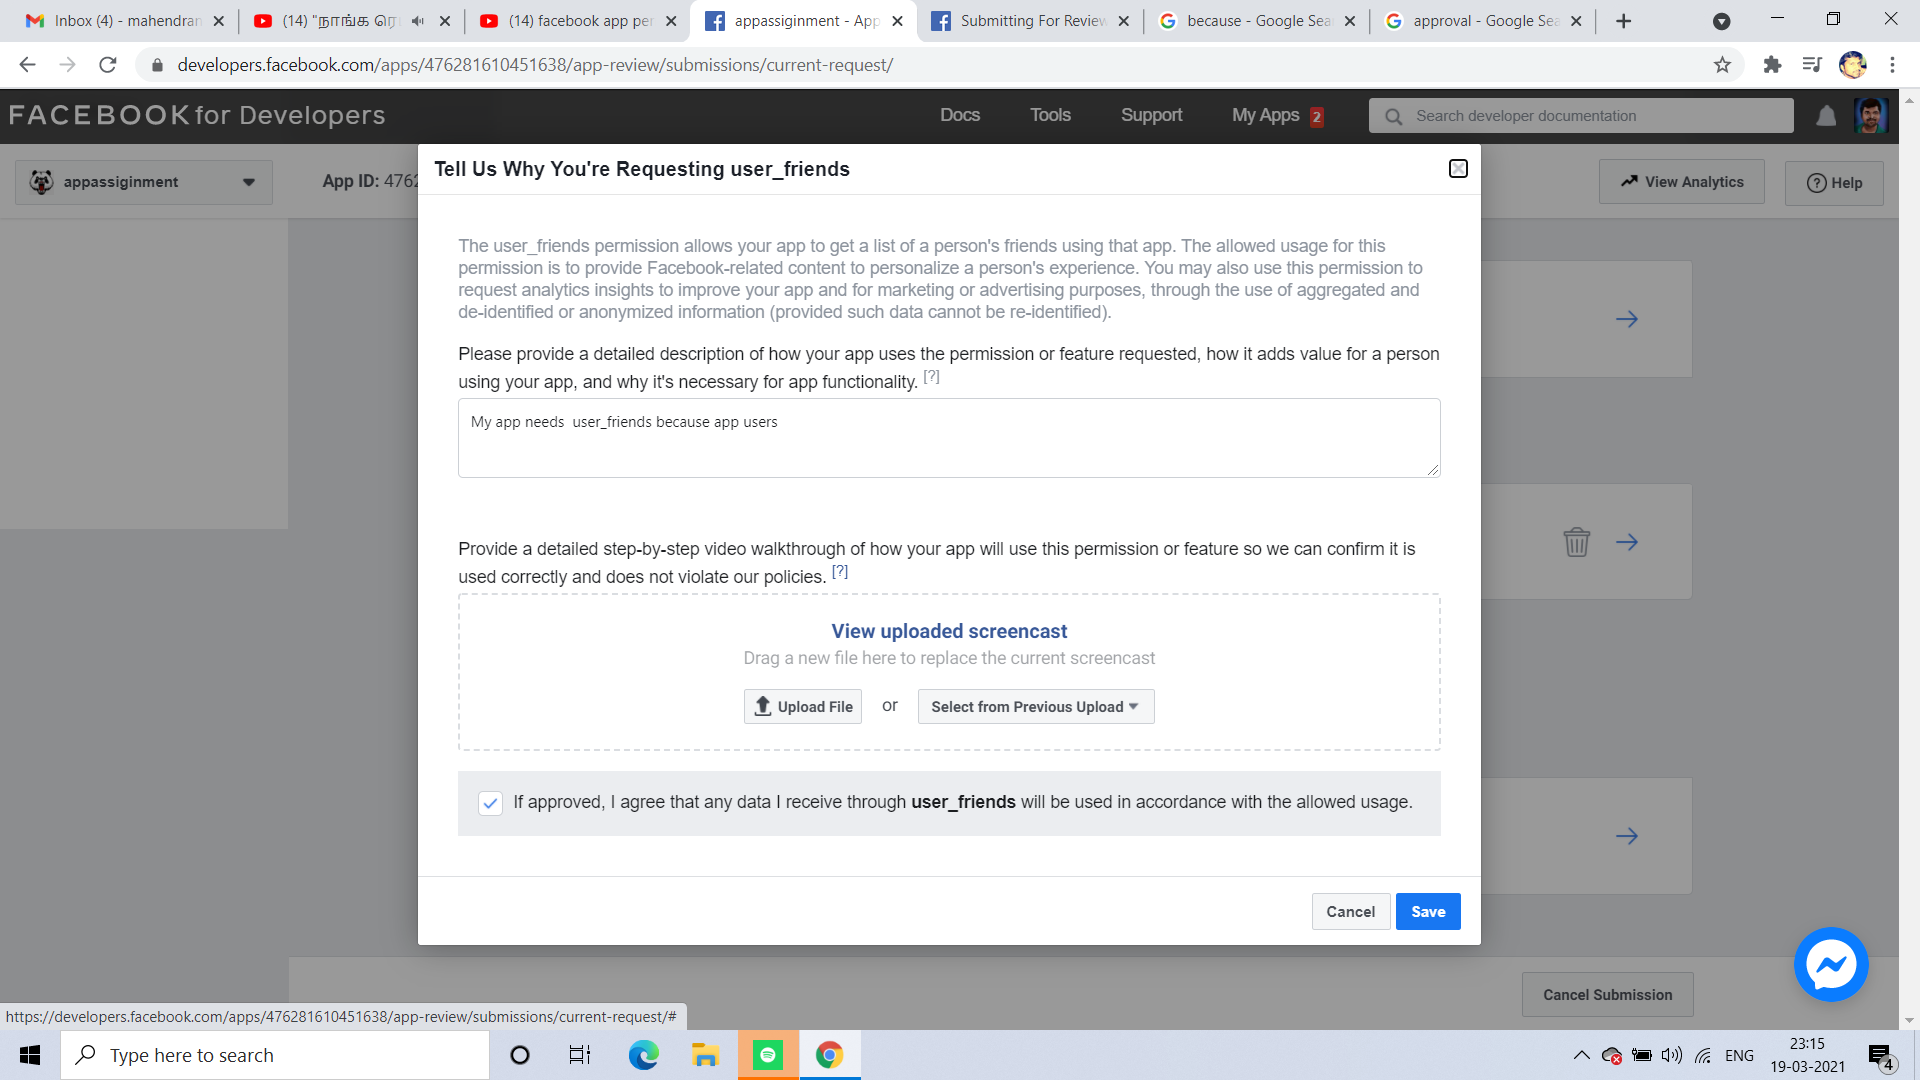 Inbox (4) - mahendran
(14) "நாங்க ரெ
(14) facebook app per
appassiginment - App
Submitting For Review
because - Google Sea
approval - Google Sea
developers.facebook.com/apps/476281610451638/app-review/submissions/current-request/
FACEBOOK for Developers
Docs
Tools
Support
My Apps 2
Search developer documentation
appassiginment
App ID: 4762
View Analytics
Help
Tell Us Why You're Requesting user_friends
The user_friends permission allows your app to get a list of a person's friends using that app. The allowed usage for this
permission is to provide Facebook-related content to personalize a person's experience. You may also use this permission to
request analytics insights to improve your app and for marketing or advertising purposes, through the use of aggregated and
de-identified or anonymized information (provided such data cannot be re-identified).
Please provide a detailed description of how your app uses the permission or feature requested, how it adds value for a person
using your app, and why it's necessary for app functionality. [?]
My app needs  user_friends because app users
Provide a detailed step-by-step video walkthrough of how your app will use this permission or feature so we can confirm it is
used correctly and does not violate our policies. [?]
View uploaded screencast
Drag a new file here to replace the current screencast
Upload File or Select from Previous Upload
If approved, I agree that any data I receive through user_friends will be used in accordance with the allowed usage.
Cancel
Save
Cancel Submission
https://developers.facebook.com/apps/476281610451638/app-review/submissions/current-request/#
Type here to search
ENG
23:15
19-03-2021
4